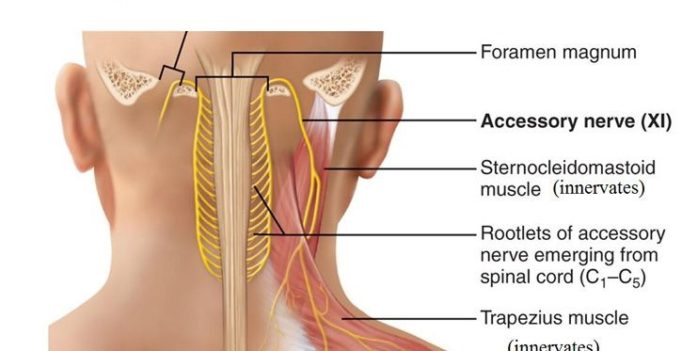 Foramen magnum
Accessory nerve (XI)
Sternocleidomastoid
muscle (innervates)
Rootlets of accessory
nerve emerging from
spinal cord (C₁–C₅)
Trapezius muscle
(innervates)